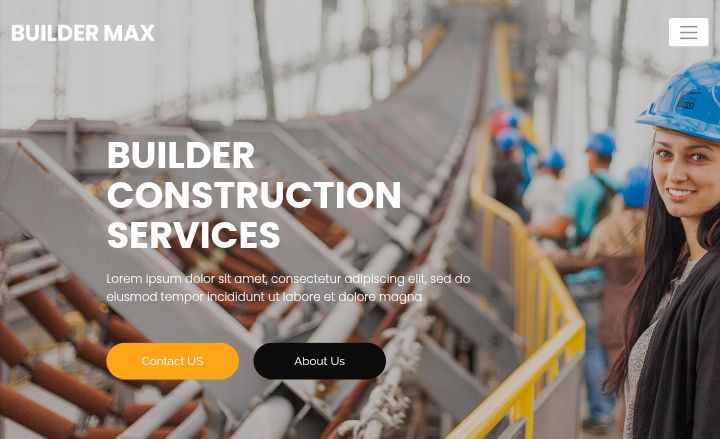 BUILDER MAX
BUILDER
CONSTRUCTION
SERVICES
Lorem ipsum dolor sit amet, consectetur adipiscing elit, sed do
eiusmod tempor incididunt ut labore et dolore magna
Contact US
About Us